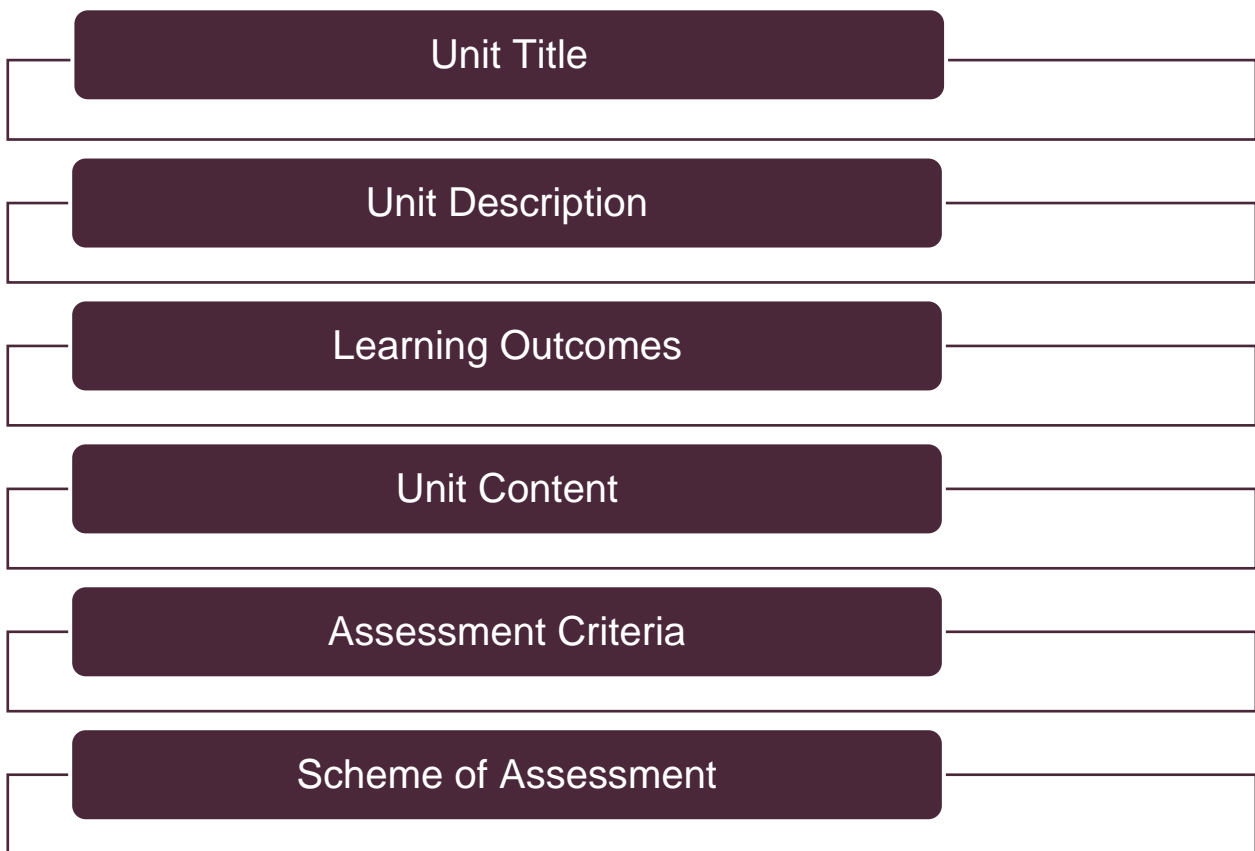 Unit Title
Unit Description
Learning Outcomes
Unit Content
Assessment Criteria
Scheme of Assessment